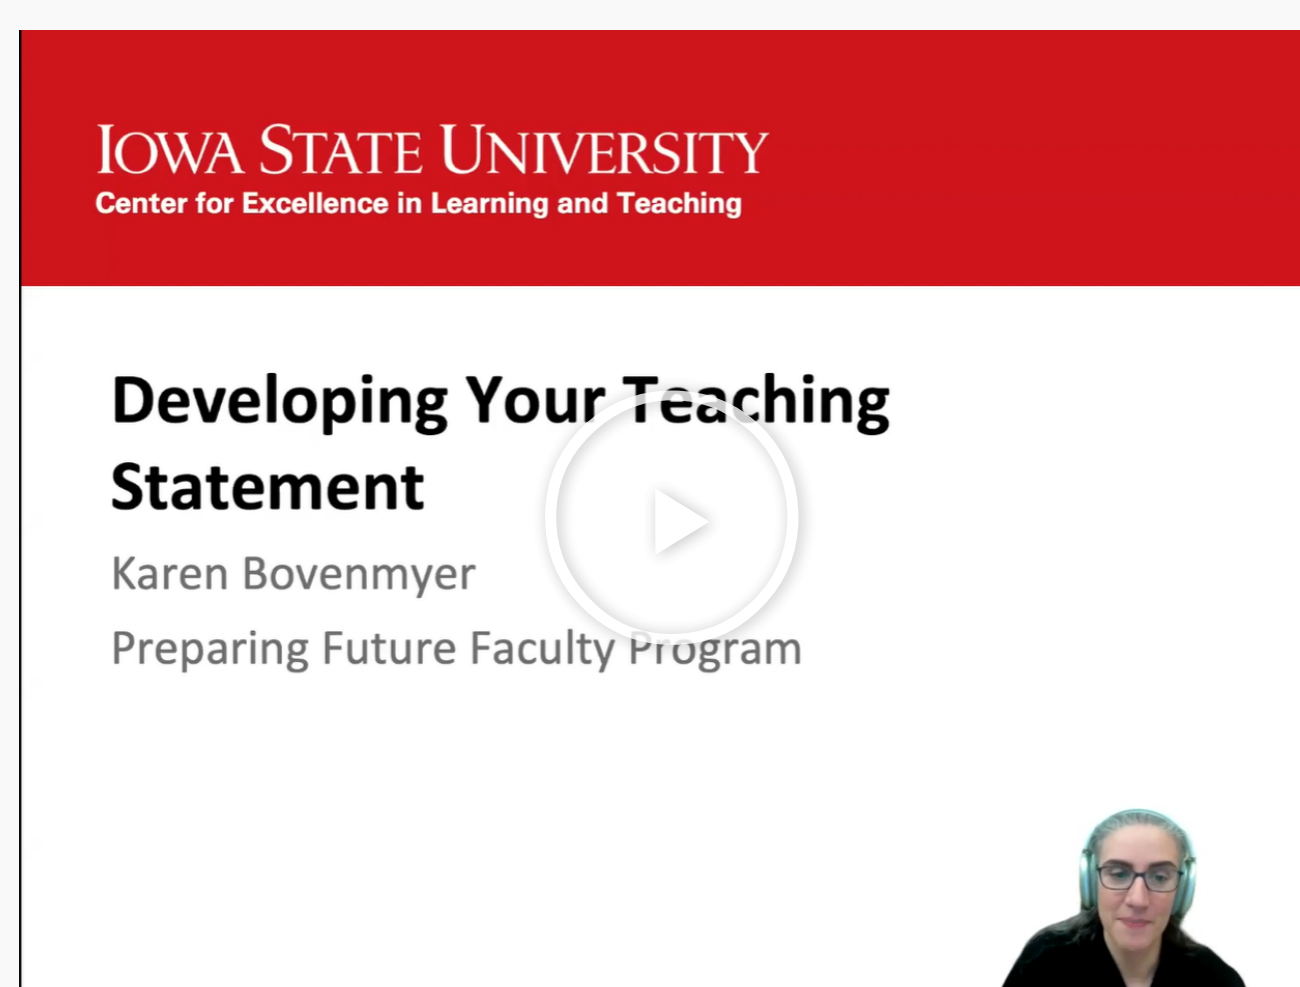 IOWA STATE UNIVERSITY
Center for Excellence in Learning and Teaching
Developing Your Teaching
Statement
Karen Bovenmyer
Preparing Future Faculty Program